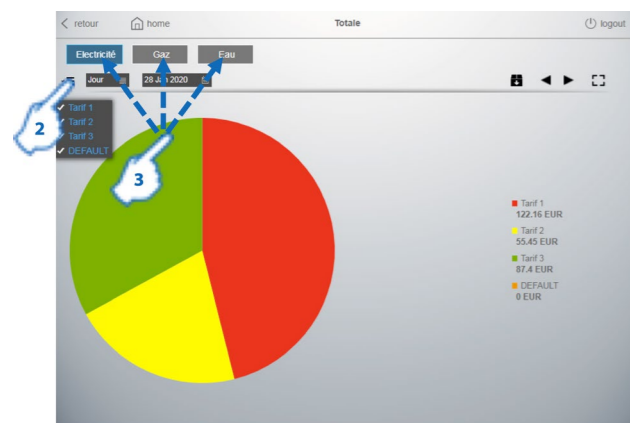 retour
home
Totale
logout
Electricité
Gaz
Eau
Jour
28 Jan 2020
Tarif 1
Tarif 2
Tarif 3
DEFAULT
2
3
Tarif 1
122.16 EUR
Tarif 2
55.45 EUR
Tarif 3
87.4 EUR
DEFAULT
0 EUR